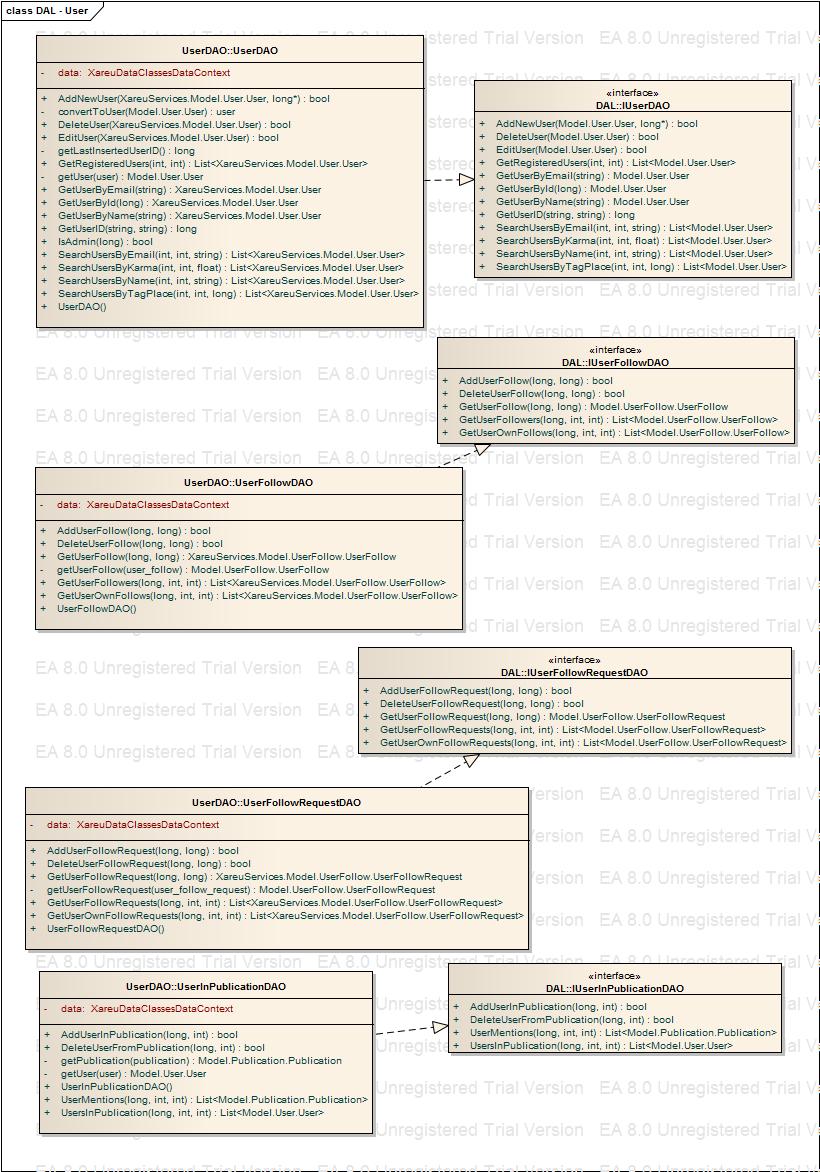 class DAL - User
UserDAO::UserDAO
- data: XareuDataClassesDataContext
+ AddNewUser(XareuServices.Model.User.User, long*) : bool
- convertToUser(Model.User.User) : user
+ DeleteUser(XareuServices.Model.User.User) : bool
+ EditUser(XareuServices.Model.User.User) : bool
- getLastInsertedUserID() : long
+ GetRegisteredUsers(int, int) : List<XareuServices.Model.User.User>
- getUser(user) : Model.User.User
+ GetUserByEmail(string) : XareuServices.Model.User.User
+ GetUserById(long) : XareuServices.Model.User.User
+ GetUserByName(string) : XareuServices.Model.User.User
+ GetUserID(string, string) : long
+ IsAdmin(long) : bool
+ SearchUsersByEmail(int, int, string) : List<XareuServices.Model.User.User>
+ SearchUsersByKarma(int, int, float) : List<XareuServices.Model.User.User>
+ SearchUsersByName(int, int, string) : List<XareuServices.Model.User.User>
+ SearchUsersByTagPlace(int, int, long) : List<XareuServices.Model.User.User>
+ UserDAO()
«interface»
DAL::IUserDAO
+ AddNewUser(Model.User.User, long*) : bool
+ DeleteUser(Model.User.User) : bool
+ EditUser(Model.User.User) : bool
+ GetRegisteredUsers(int, int) : List<Model.User.User>
+ GetUserByEmail(string) : Model.User.User
+ GetUserById(long) : Model.User.User
+ GetUserByName(string) : Model.User.User
+ GetUserID(string, string) : long
+ SearchUsersByEmail(int, int, string) : List<Model.User.User>
+ SearchUsersByKarma(int, int, float) : List<Model.User.User>
+ SearchUsersByName(int, int, string) : List<Model.User.User>
+ SearchUsersByTagPlace(int, int, long) : List<Model.User.User>
«interface»
DAL::IUserFollowDAO
+ AddUserFollow(long, long) : bool
+ DeleteUserFollow(long, long) : bool
+ GetUserFollow(long, long) : Model.UserFollow.UserFollow
+ GetUserFollowers(long, int, int) : List<Model.UserFollow.UserFollow>
+ GetUserOwnFollows(long, int, int) : List<Model.UserFollow.UserFollow>
UserDAO::UserFollowDAO
- data: XareuDataClassesDataContext
+ AddUserFollow(long, long) : bool
+ DeleteUserFollow(long, long) : bool
+ GetUserFollow(long, long) : XareuServices.Model.UserFollow.UserFollow
- getUserFollow(user_follow) : Model.UserFollow.UserFollow
+ GetUserFollowers(long, int, int) : List<XareuServices.Model.UserFollow.UserFollow>
+ GetUserOwnFollows(long, int, int) : List<XareuServices.Model.UserFollow.UserFollow>
+ UserFollowDAO()
«interface»
DAL::IUserFollowRequestDAO
+ AddUserFollowRequest(long, long) : bool
+ DeleteUserFollowRequest(long, long) : bool
+ GetUserFollowRequest(long, long) : Model.UserFollow.UserFollowRequest
+ GetUserFollowRequests(long, int, int) : List<Model.UserFollow.UserFollowRequest>
+ GetUserOwnFollowRequests(long, int, int) : List<Model.UserFollow.UserFollowRequest>
UserDAO::UserFollowRequestDAO
- data: XareuDataClassesDataContext
+ AddUserFollowRequest(long, long) : bool
+ DeleteUserFollowRequest(long, long) : bool
+ GetUserFollowRequest(long, long) : XareuServices.Model.UserFollow.UserFollowRequest
- getUserFollowRequest(user_follow_request) : Model.UserFollow.UserFollowRequest
+ GetUserFollowRequests(long, int, int) : List<XareuServices.Model.UserFollow.UserFollowRequest>
+ GetUserOwnFollowRequests(long, int, int) : List<XareuServices.Model.UserFollow.UserFollowRequest>
+ UserFollowRequestDAO()
UserDAO::UserInPublicationDAO
- data: XareuDataClassesDataContext
+ AddUserInPublication(long, int) : bool
+ DeleteUserFromPublication(long, int) : bool
- getPublication(publication) : Model.Publication.Publication
- getUser(user) : Model.User.User
+ UserInPublicationDAO()
+ UserMentions(long, int, int) : List<Model.Publication.Publication>
+ UsersInPublication(long, int, int) : List<Model.User.User>
«interface»
DAL::IUserInPublicationDAO
+ AddUserInPublication(long, int) : bool
+ DeleteUserFromPublication(long, int) : bool
+ UserMentions(long, int, int) : List<Model.Publication.Publication>
+ UsersInPublication(long, int, int) : List<Model.User.User>
EA 8.0 Unregistered Trial Version